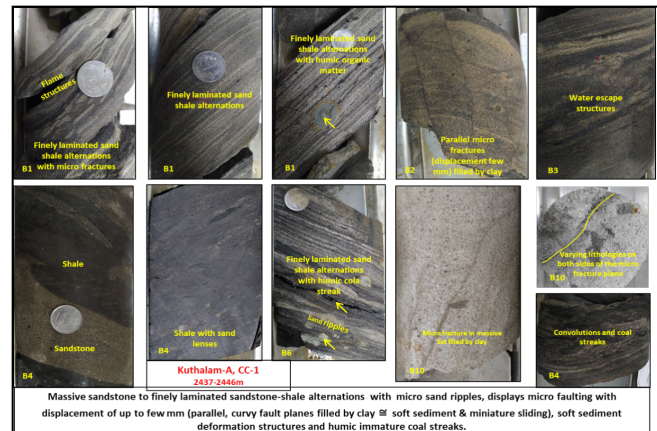 Flame
structures
Finely laminated sand
shale alternations
with micro fractures
B1
Finely laminated sand
shale alternations
B1
Finely laminated sand
shale alternations
with humic organic
matter
B1
Parallel micro
fractures
(displacement few
mm) filled by clay
B2
Water escape
structures
B3
Shale
Sandstone
B4
Shale with sand
lenses
B4
Finely laminated sand
shale alternations
with humic cola
streak
Sand ripples
B6
Microfracture in massive
Sst filled by clay
B10
Varying lithologies on
both sides of the micro
fracture plane
B10
Convolutions and coal
streaks
B4
Kuthalam-A, CC-1
2437-2446m
Massive sandstone to finely laminated sandstone-shale alternations with micro sand ripples, displays micro faulting with
displacement of up to few mm (parallel, curvy fault planes filled by clay ≅ soft sediment & miniature sliding), soft sediment
deformation structures and humic immature coal streaks.